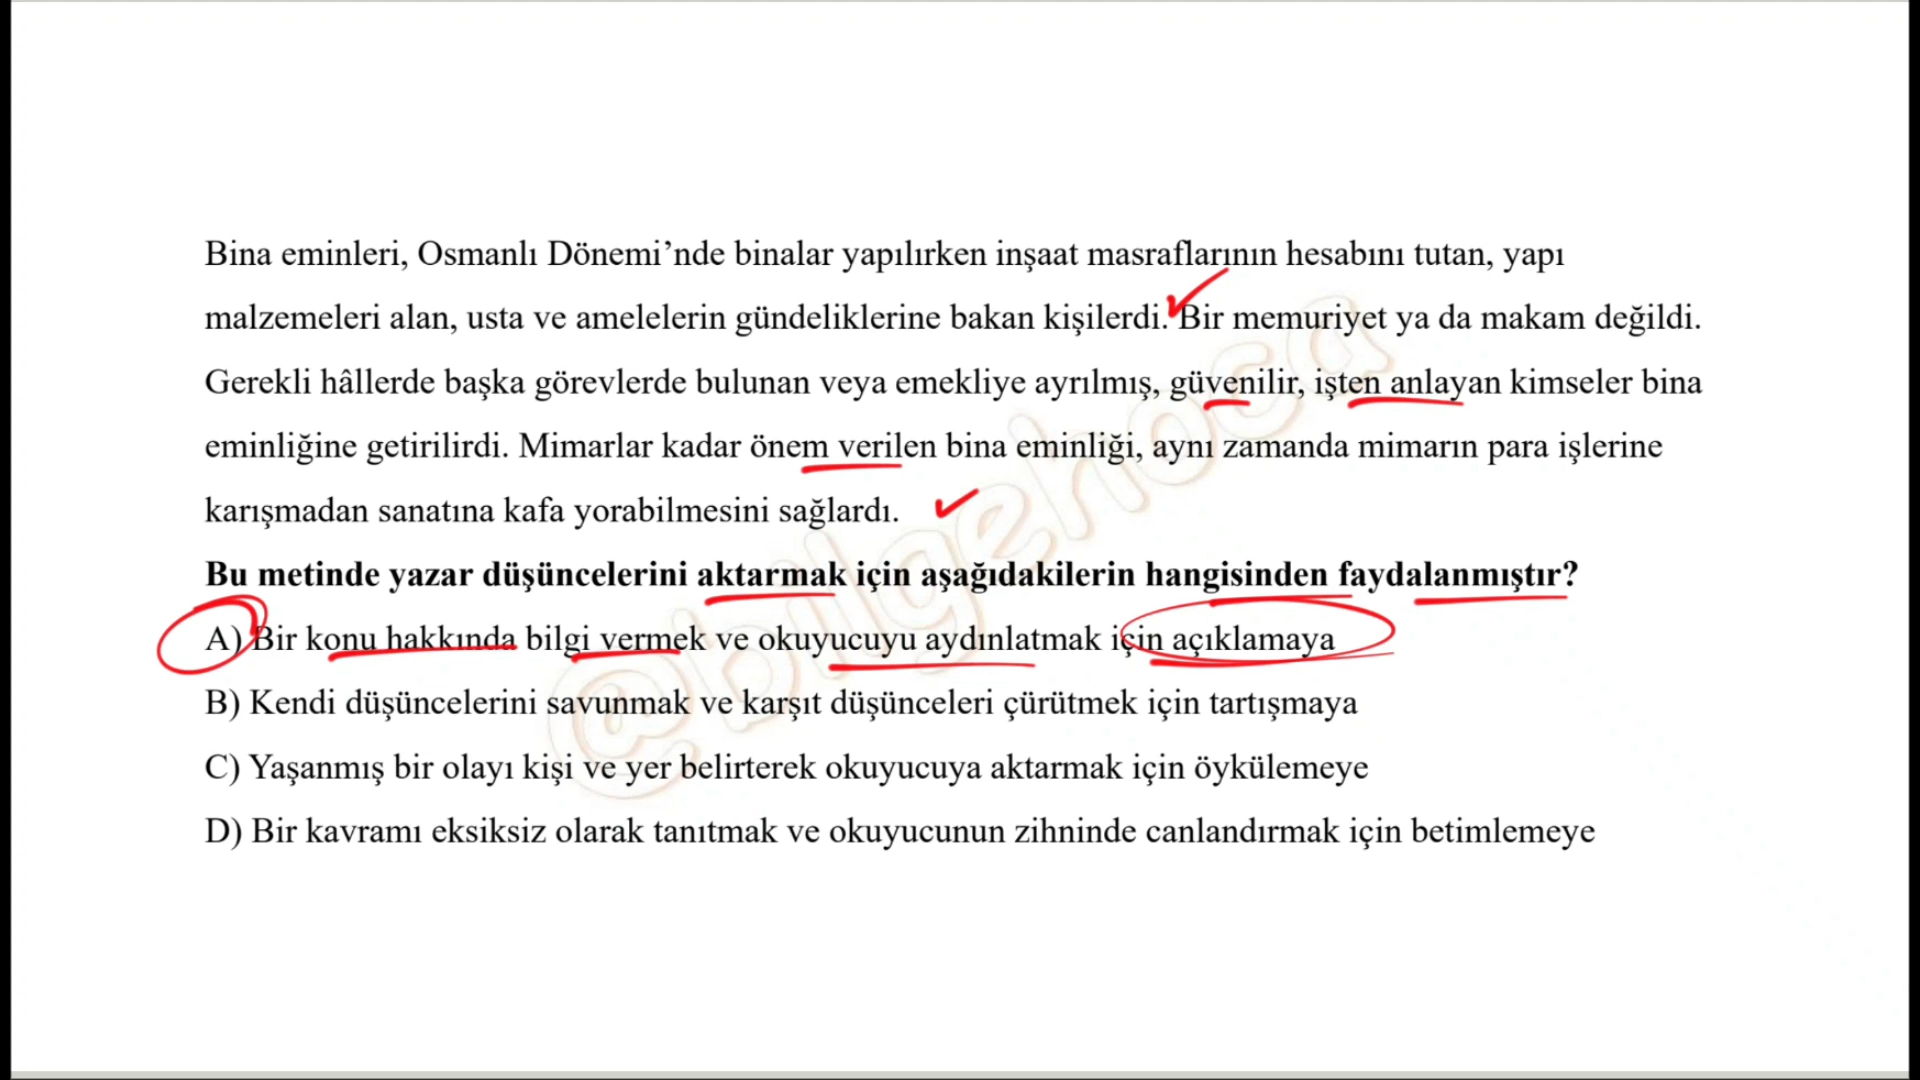 Bina eminleri, Osmanlı Dönemi’nde binalar yapılırken inşaat masraflarının hesabını tutan, yapı
malzemeleri alan, usta ve amelelerin gündeliklerine bakan kişilerdi. Bir memuriyet ya da makam değildi.
Gerekli hâllerde başka görevlerde bulunan veya emekliye ayrılmış, güvenilir, işten anlayan kimseler bina
eminliğine getirilirdi. Mimarlar kadar önem verilen bina eminliği, aynı zamanda mimarın para işlerine
karışmadan sanatına kafa yorabilmesini sağlardı.
Bu metinde yazar düşüncelerini aktarmak için aşağıdakilerin hangisinden faydalanmıştır?
A) Bir konu hakkında bilgi vermek ve okuyucuyu aydınlatmak için açıklamaya
B) Kendi düşüncelerini savunmak ve karşıt düşünceleri çürütmek için tartışmaya
C) Yaşanmış bir olayı kişi ve yer belirterek okuyucuya aktarmak için öykülemeye
D) Bir kavramı eksiksiz olarak tanıtmak ve okuyucunun zihninde canlandırmak için betimlemeye
@bilgehoca